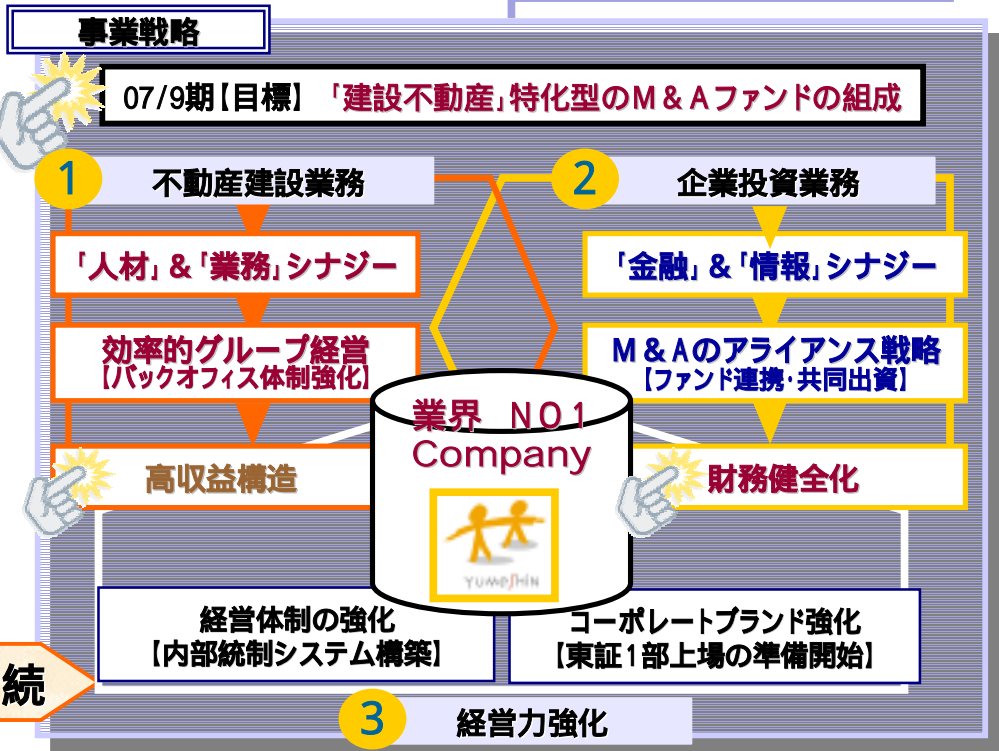 事業戦略
07/9期【目標】 「建設不動産」特化型のM&Aファンドの組成
1 不動産建設業務
「人材」&「業務」シナジー
効率的グループ経営
【バックオフィス体制強化】
高収益構造
2 企業投資業務
「金融」&「情報」シナジー
M&Aのアライアンス戦略
【ファンド連携・共同出資】
財務健全化
業界 NO1
Company
YUMESHIN
経営体制の強化
【内部統制システム構築】
コーポレートブランド強化
【東証1部上場の準備開始】
続
3 経営力強化